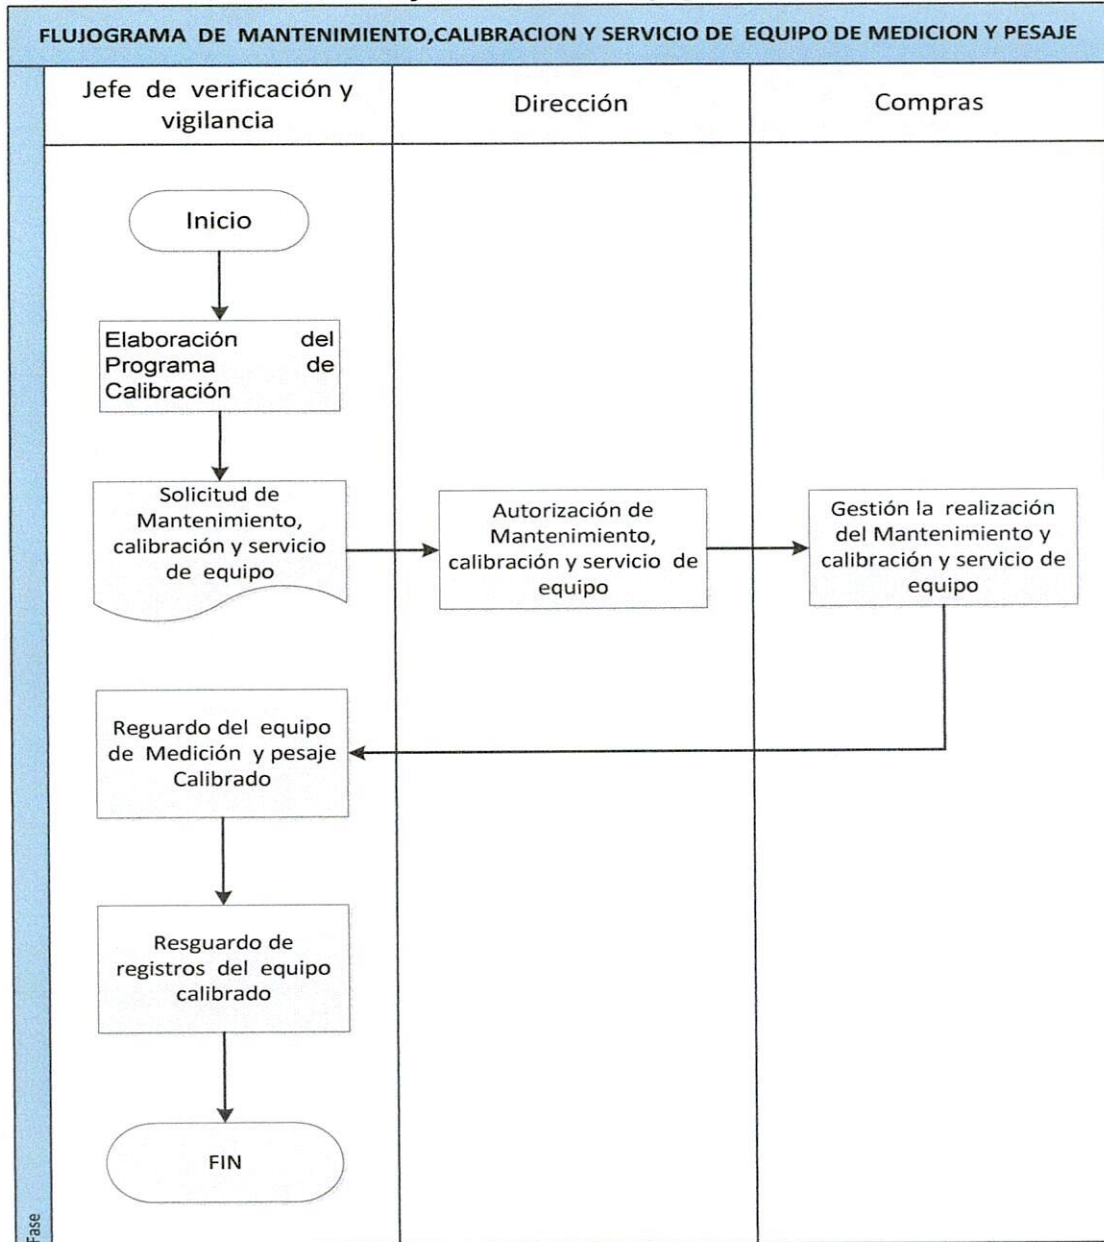 FLUJOGRAMA DE MANTENIMIENTO,CALIBRACION Y SERVICIO DE EQUIPO DE MEDICION Y PESAJE
Jefe de verificación y
vigilancia
Dirección
Compras
Inicio
Elaboración del
Programa de
Calibración
Solicitud de
Mantenimiento,
calibración y servicio
de equipo
Autorización de
Mantenimiento,
calibración y servicio de
equipo
Gestión la realización
del Mantenimiento y
calibración y servicio de
equipo
Reguardo del equipo
de Medición y pesaje
Calibrado
Resguardo de
registros del equipo
calibrado
FIN
Fase